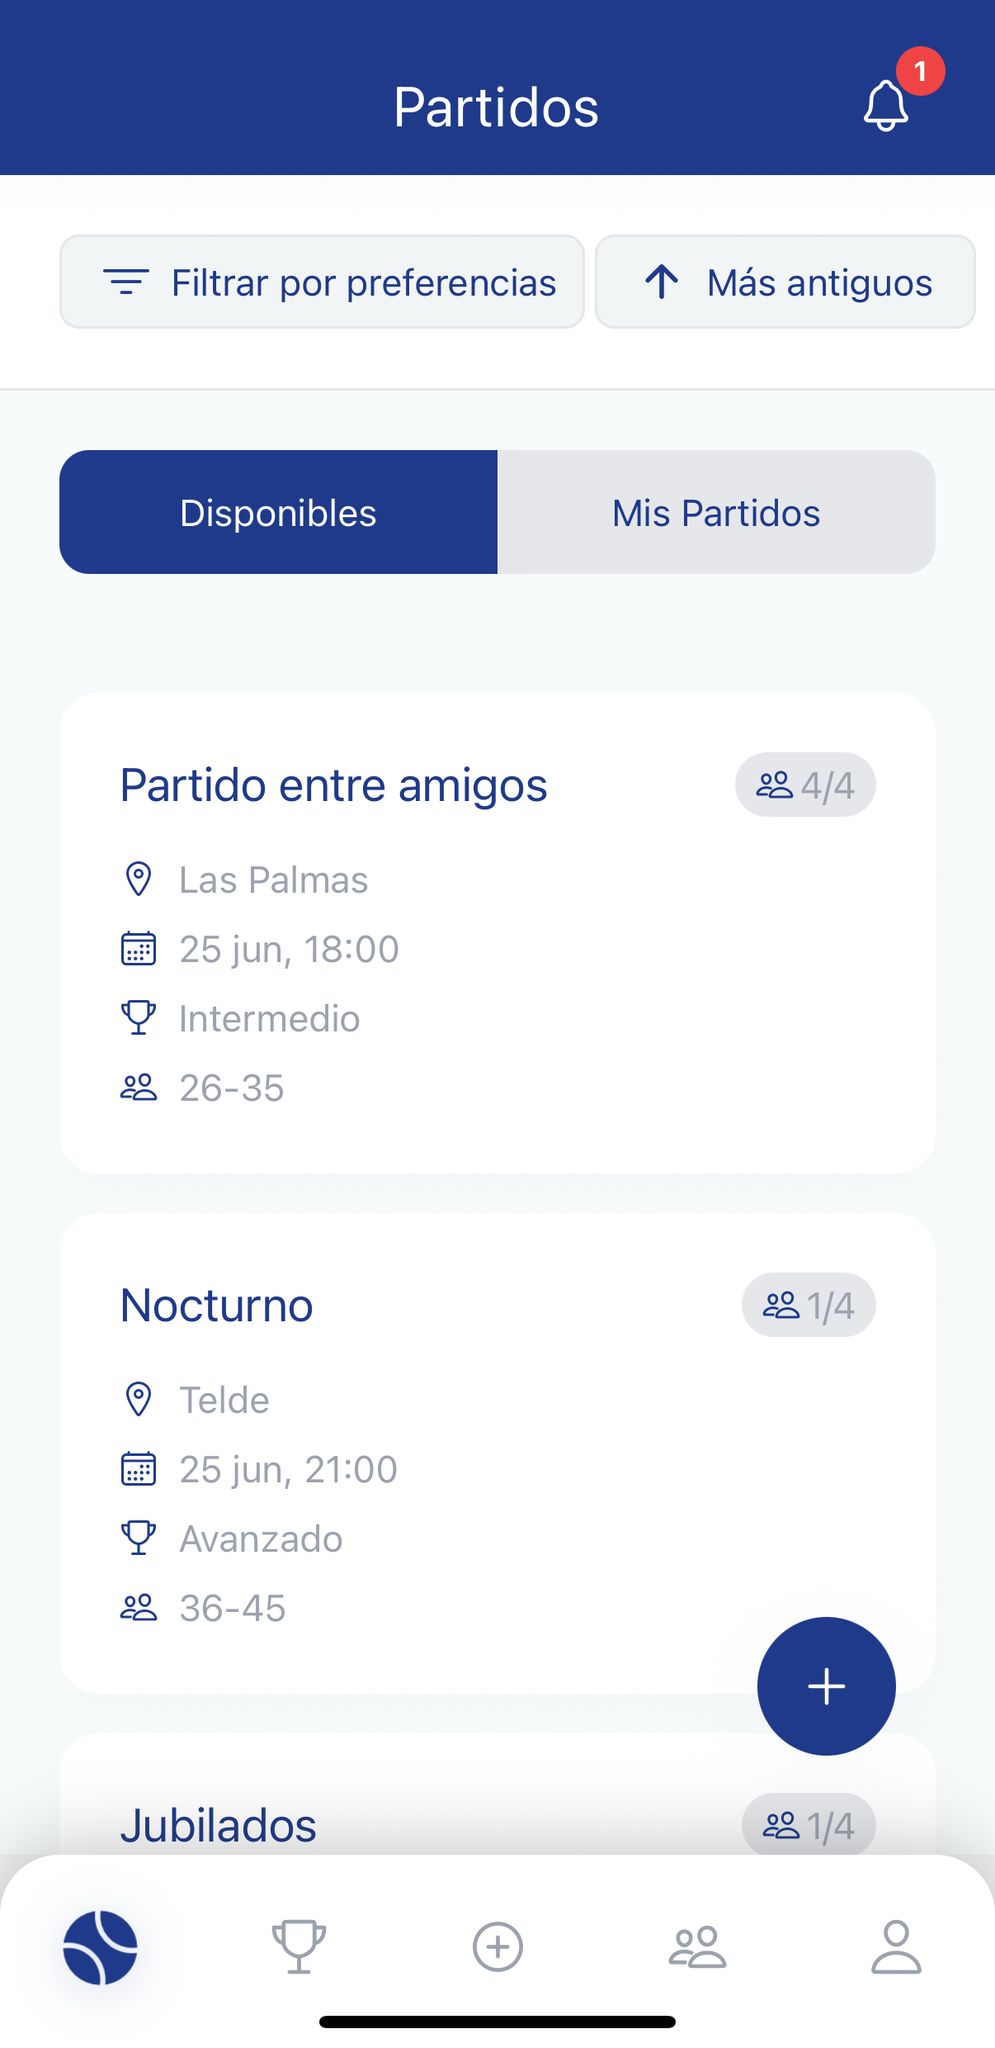 Partidos
1
Filtrar por preferencias
Más antiguos
Disponibles
Mis Partidos
Partido entre amigos
4/4
Las Palmas
25 jun, 18:00
Intermedio
26-35
Nocturno
1/4
Telde
25 jun, 21:00
Avanzado
36-45
Jubilados
1/4